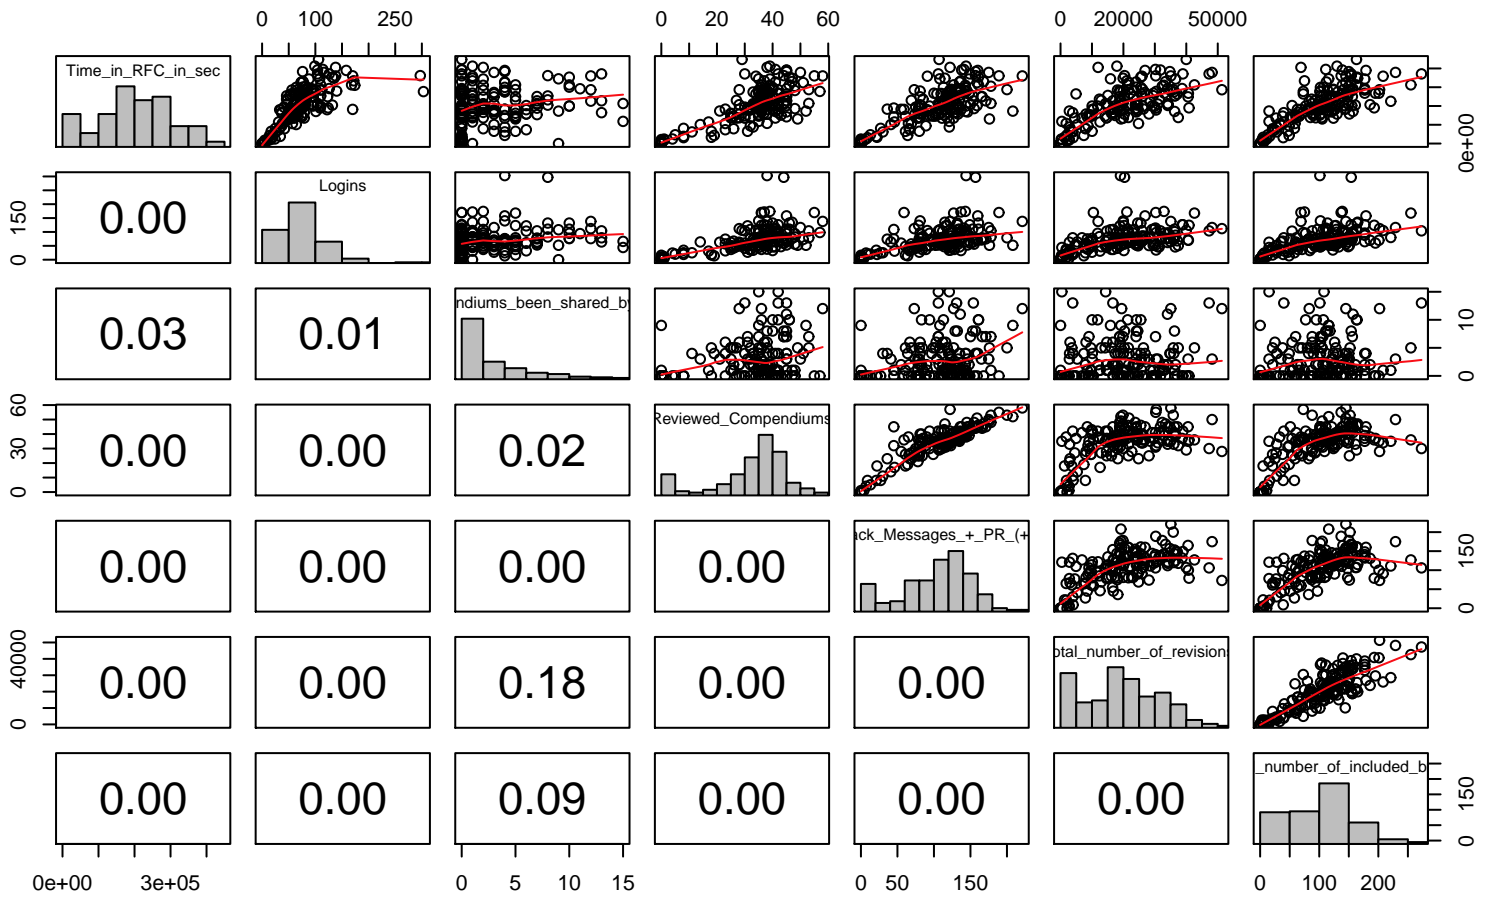 0 100 250 0 20 40 60 0 20000 50000
Time_in_RFC_in_sec
0e+00
0.00 Logins
0 150
0.03 0.01 ndiums_been_shared_by
0 10
0.00 0.00 0.02 Reviewed_Compendiums
0 30 60
0.00 0.00 0.00 0.00 ack_Messages_+_PR_(+
0 150
0.00 0.00 0.18 0.00 0.00 otal_number_of_revisions
0 40000
0.00 0.00 0.09 0.00 0.00 0.00 _number_of_included_b
0 150
0e+00 3e+05 0 5 10 15 0 50 150 0 100 200